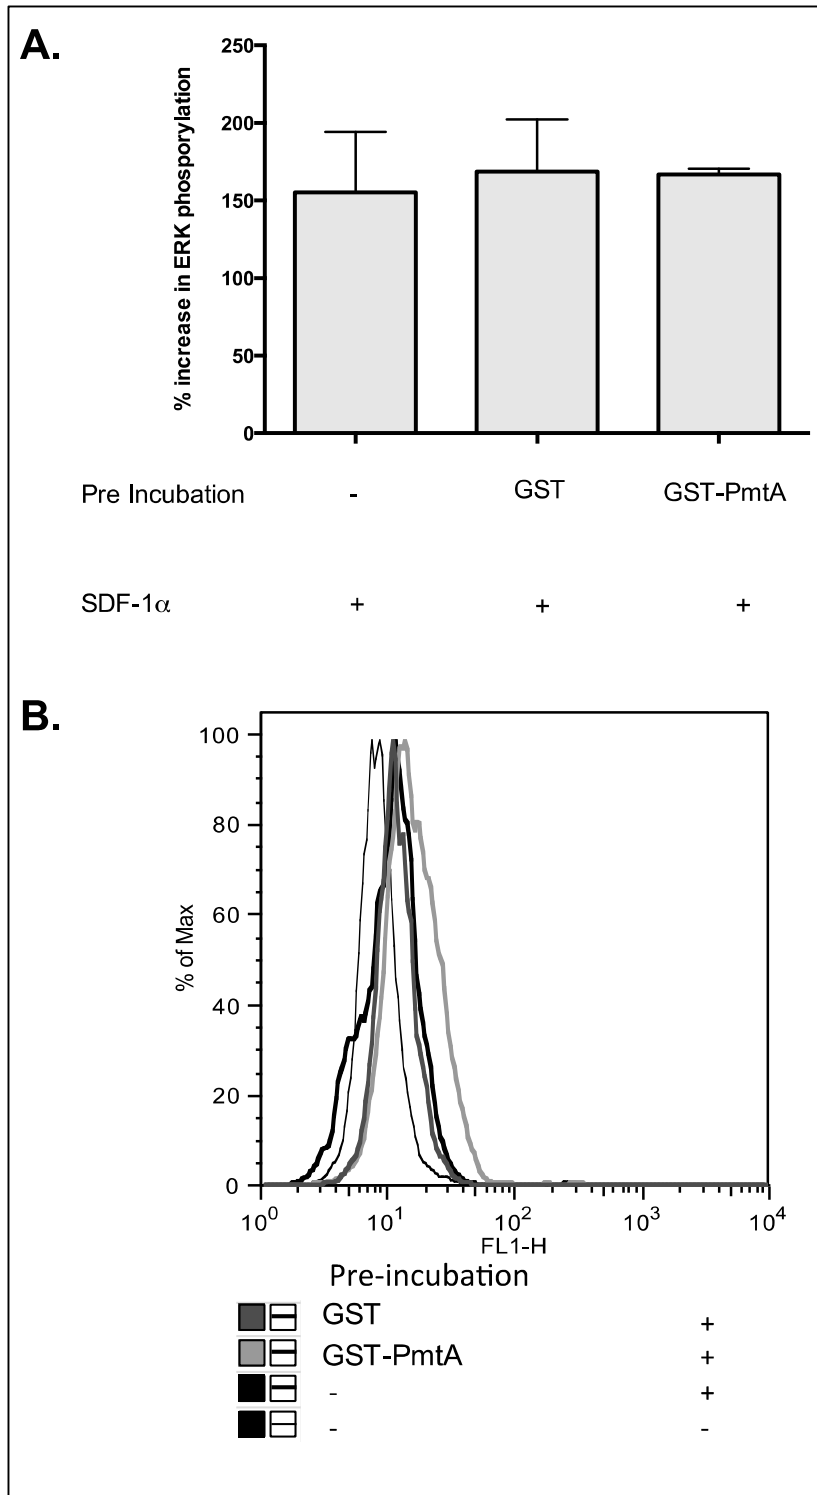 A.
% increase in ERK phosporylation
250
200
150
100
50
0
Pre Incubation - GST GST-PmtA
SDF-1α + + +
B.
% of Max
100
80
60
40
20
0
10⁰ 10¹ 10² 10³ 10⁴
FL1-H
Pre-incubation
GST +
GST-PmtA +
- +
- -